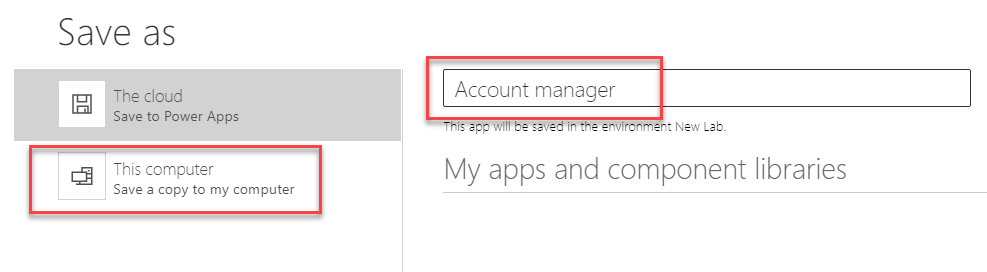 Save as
The cloud
Save to Power Apps
This computer
Save a copy to my computer
Account manager
This app will be saved in the environment New Lab.
My apps and component libraries